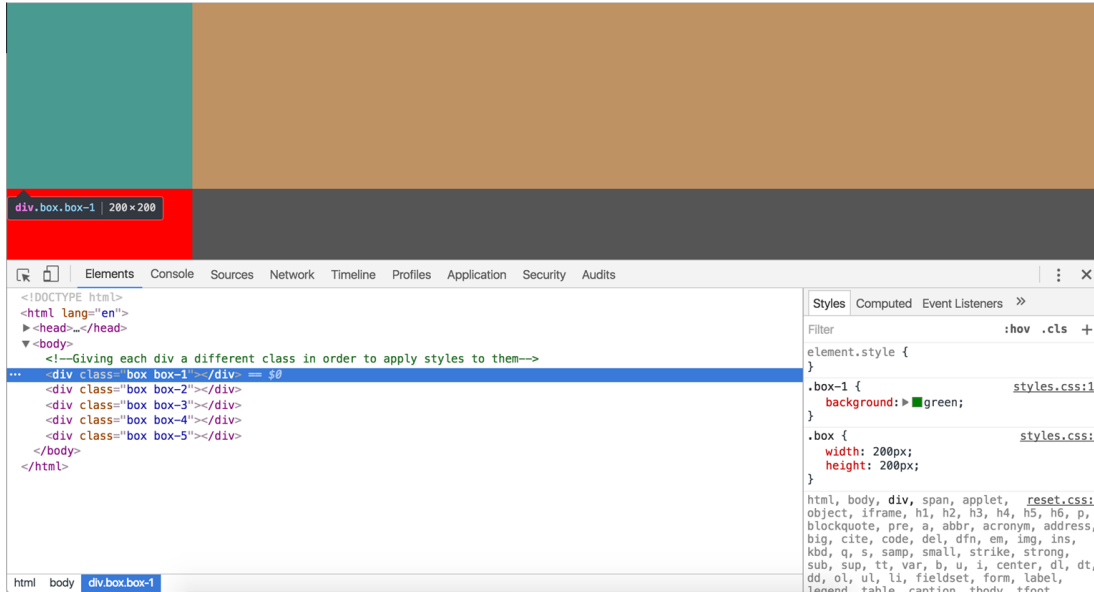 div.box.box-1 | 200×200
Elements Console Sources Network Timeline Profiles Application Security Audits
<!DOCTYPE html>
<html lang="en">
▶<head>…</head>
▼<body>
<!--Giving each div a different class in order to apply styles to them-->
<div class="box box-1"></div> == $0
<div class="box box-2"></div>
<div class="box box-3"></div>
<div class="box box-4"></div>
<div class="box box-5"></div>
</body>
</html>
html body div.box.box-1
Styles Computed Event Listeners »
Filter :hov .cls +
element.style {
}
.box-1 { styles.css:1
background:▶green;
}
.box { styles.css:
width: 200px;
height: 200px;
}
html, body, div, span, applet, reset.css:
object, iframe, h1, h2, h3, h4, h5, h6, p,
blockquote, pre, a, abbr, acronym, address,
big, cite, code, del, dfn, em, img, ins,
kbd, q, s, samp, small, strike, strong,
sub, sup, tt, var, b, u, i, center, dl, dt,
dd, ol, ul, li, fieldset, form, label,
legend, table, caption, tbody, tfoot,